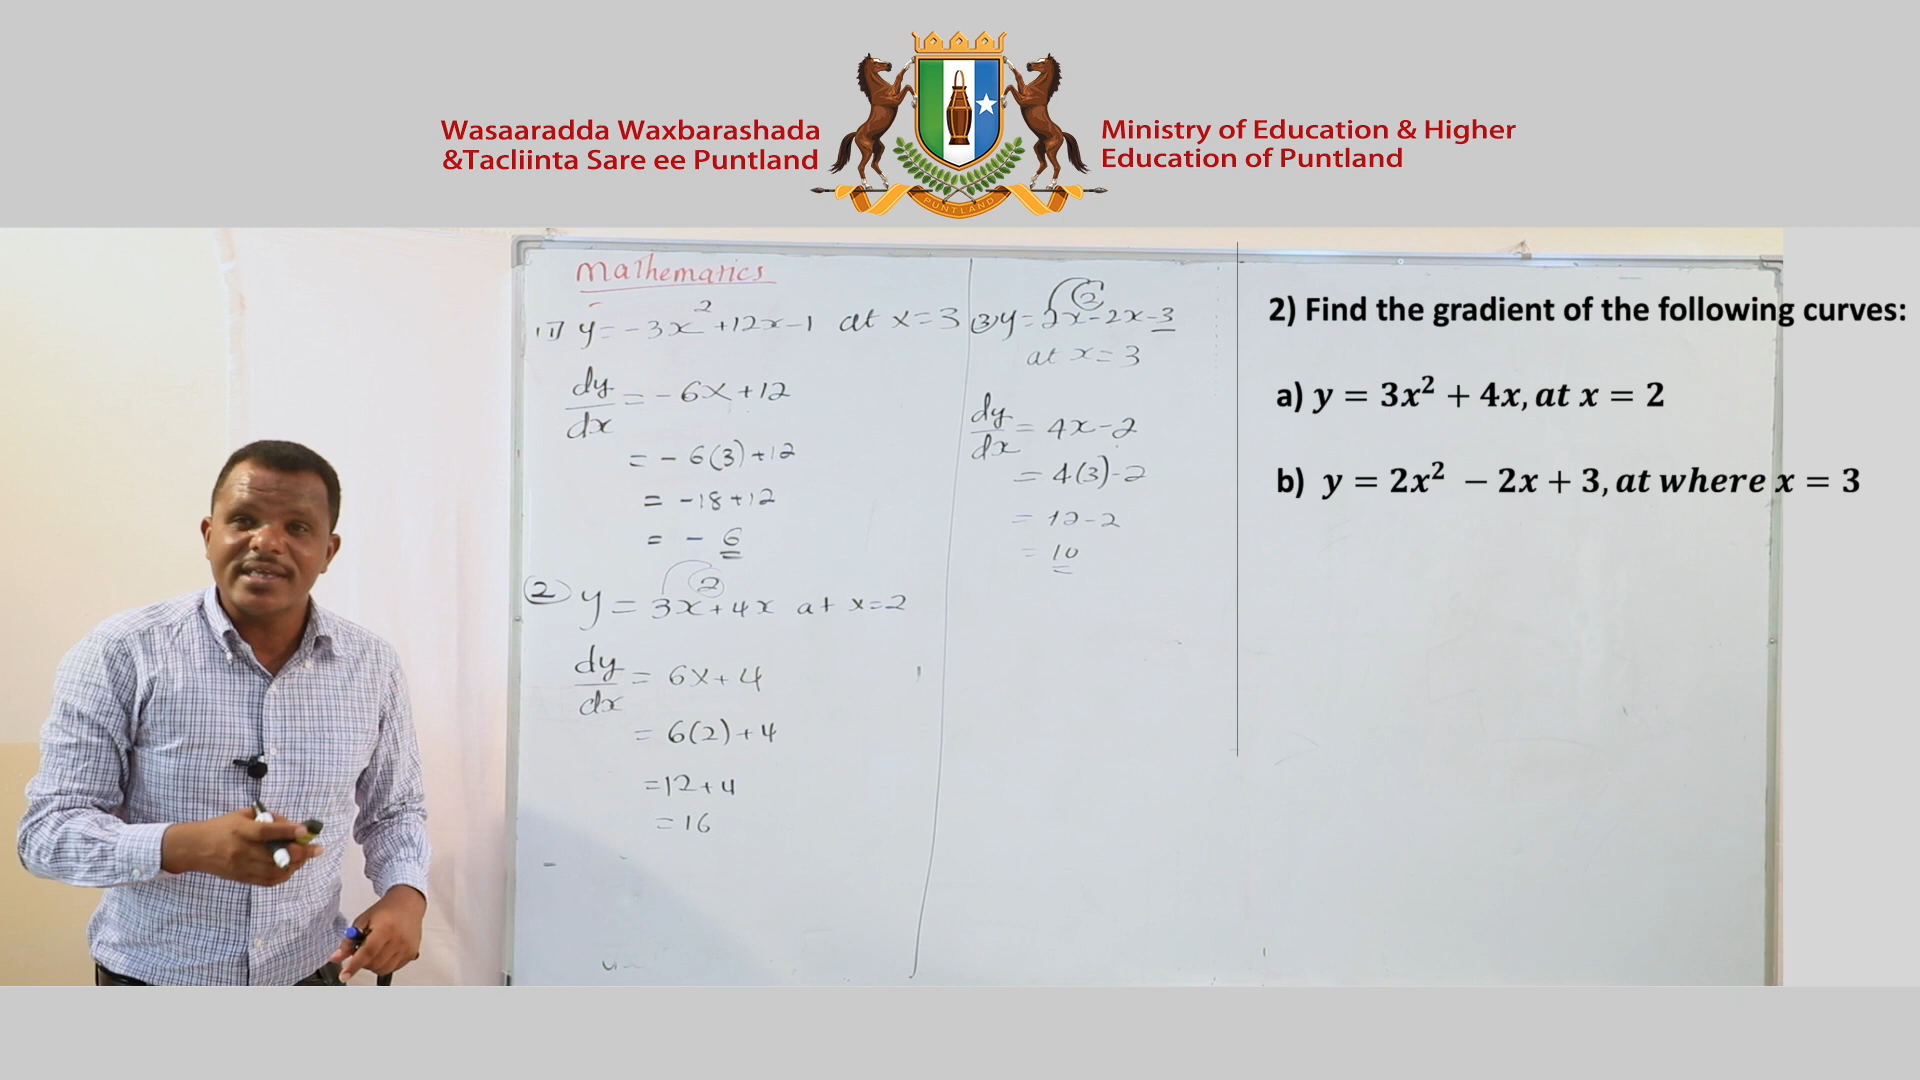 Wasaaradda Waxbarashada
&Tacliinta Sare ee Puntland
Ministry of Education & Higher
Education of Puntland
PUNTLAND
Mathematics
y = -3x² + 12x - 1 at x = 3
dy/dx = -6x + 12
= -6(3) + 12
= -18 + 12
= -6
② y = 3x² + 4x at x = 2
dy/dx = 6x + 4
= 6(2) + 4
= 12 + 4
= 16
③ y = 2x² - 2x - 3
at x = 3
dy/dx = 4x - 2
= 4(3) - 2
= 12 - 2
= 10
2) Find the gradient of the following curves:
a) y = 3x² + 4x, at x = 2
b) y = 2x² − 2x + 3, at where x = 3